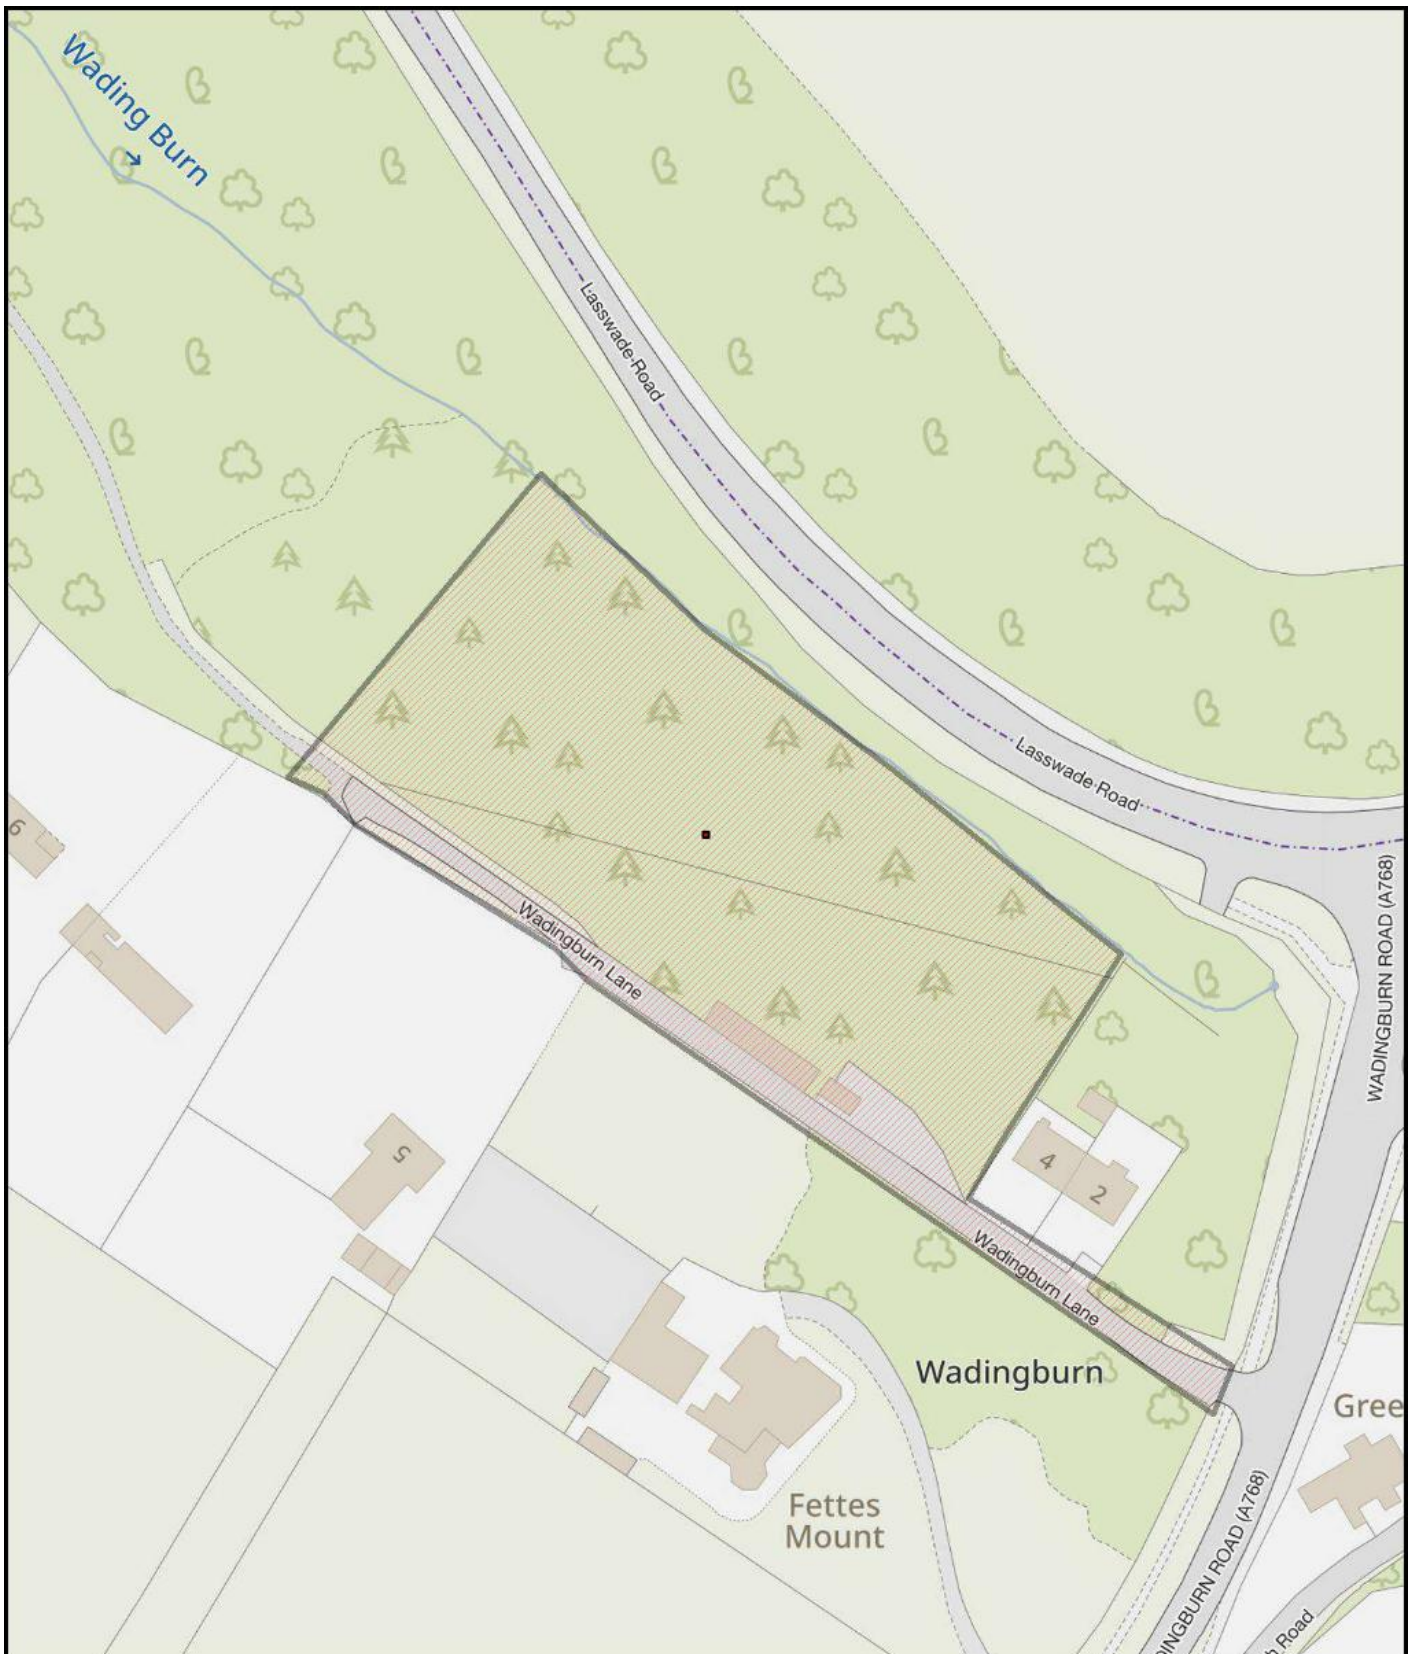 Wading Burn
→
Lasswade Road
Lasswade Road
WADINGBURN ROAD (A768)
6
Wadingburn Lane
5
4
2
Wadingburn Lane
Wadingburn
Gree
Fettes
Mount
DINGBURN ROAD (A768)
h Road